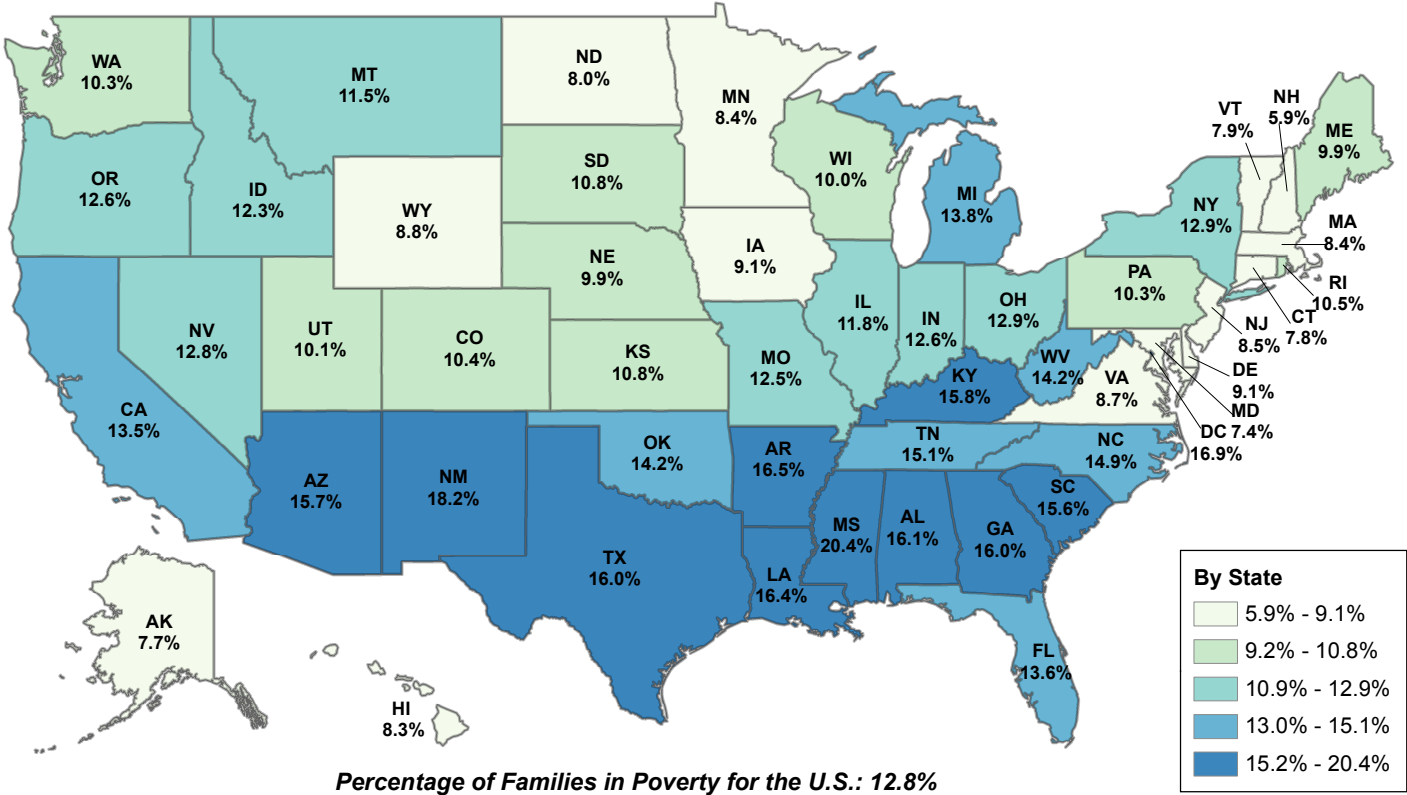 WA
10.3%
MT
11.5%
ND
8.0%
MN
8.4%
VT
7.9%
NH
5.9%
ME
9.9%
OR
12.6%
ID
12.3%
WY
8.8%
SD
10.8%
WI
10.0%
MI
13.8%
NY
12.9%
MA
8.4%
RI
10.5%
CT
7.8%
NJ
8.5%
DE
9.1%
MD
7.4%
DC
16.9%
NV
12.8%
UT
10.1%
CO
10.4%
NE
9.9%
KS
10.8%
IA
9.1%
MO
12.5%
IL
11.8%
IN
12.6%
OH
12.9%
PA
10.3%
WV
14.2%
VA
8.7%
KY
15.8%
CA
13.5%
AZ
15.7%
NM
18.2%
OK
14.2%
AR
16.5%
TN
15.1%
NC
14.9%
SC
15.6%
TX
16.0%
LA
16.4%
MS
20.4%
AL
16.1%
GA
16.0%
FL
13.6%
AK
7.7%
HI
8.3%
By State
5.9% - 9.1%
9.2% - 10.8%
10.9% - 12.9%
13.0% - 15.1%
15.2% - 20.4%
Percentage of Families in Poverty for the U.S.: 12.8%